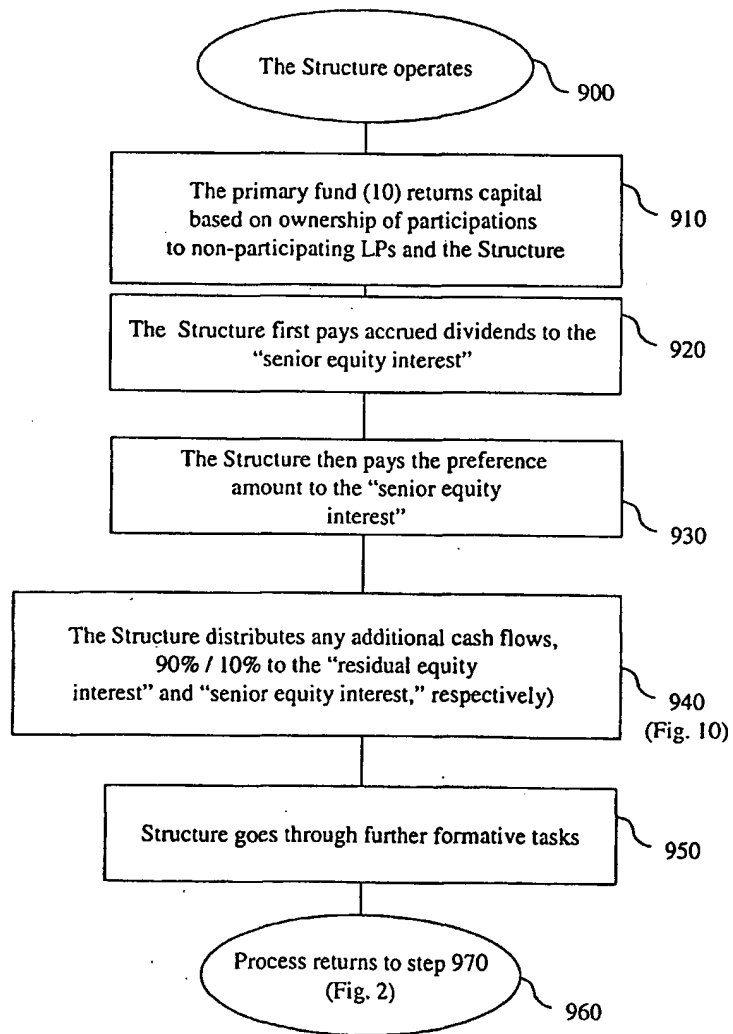 The Structure operates
900
The primary fund (10) returns capital
based on ownership of participations
to non-participating LPs and the Structure
910
The Structure first pays accrued dividends to the
"senior equity interest"
920
The Structure then pays the preference
amount to the "senior equity
interest"
930
The Structure distributes any additional cash flows,
90% / 10% to the "residual equity
interest" and "senior equity interest," respectively)
940
(Fig. 10)
Structure goes through further formative tasks
950
Process returns to step 970
(Fig. 2)
960